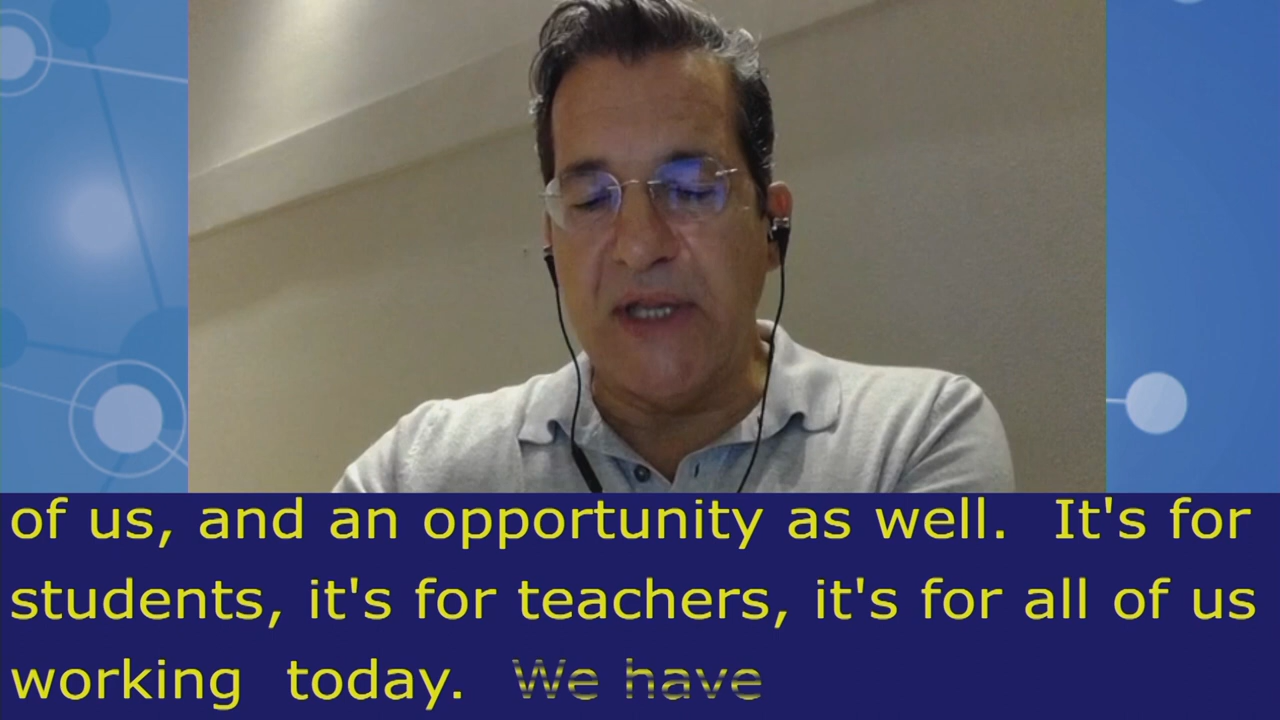 of us, and an opportunity as well.  It's for
students, it's for teachers, it's for all of us
working  today.  We have